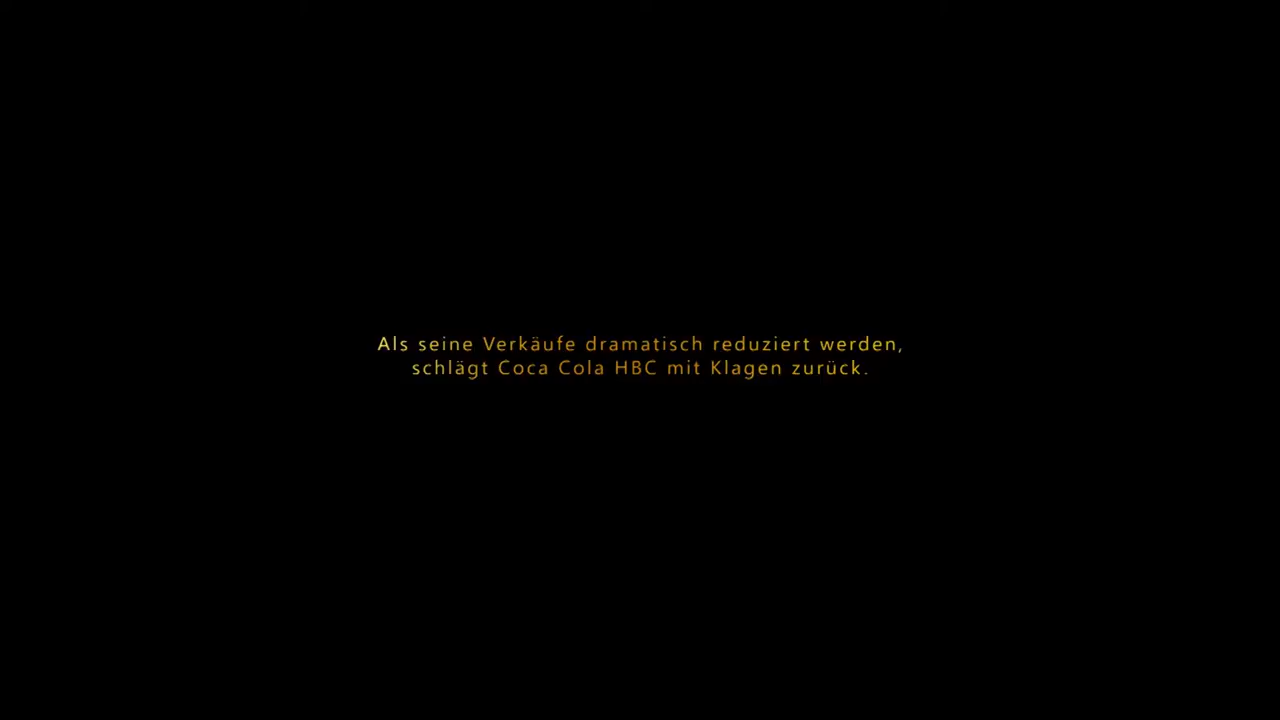 Als seine Verkäufe dramatisch reduziert werden,
schlägt Coca Cola HBC mit Klagen zurück.